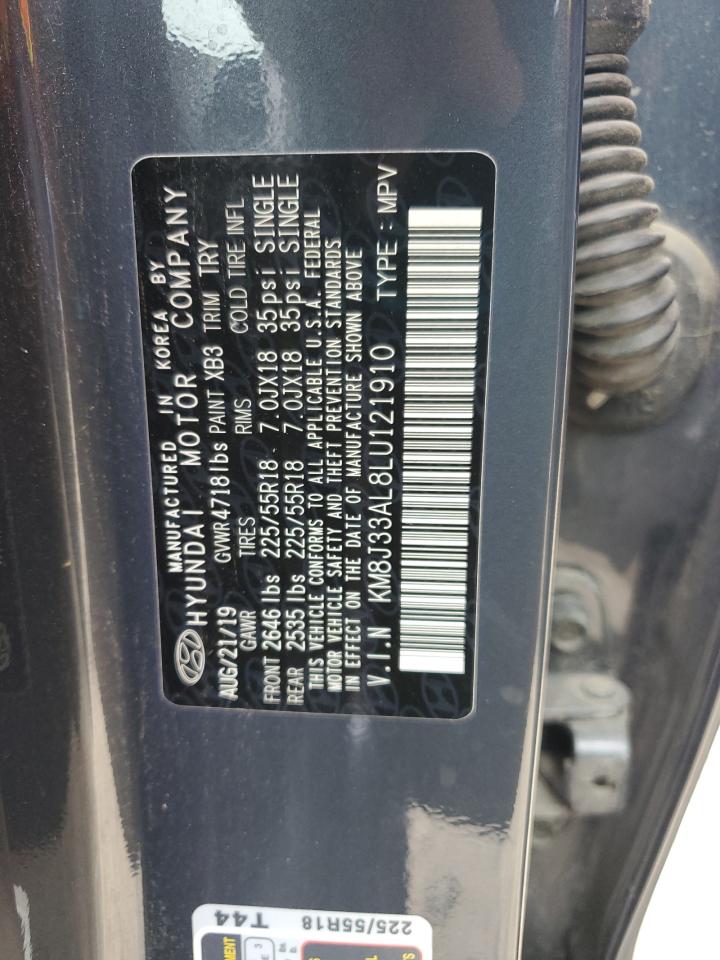 MANUFACTURED IN KOREA BY
HYUNDAI MOTOR COMPANY
AUG/21/19 GVWR4718lbs PAINT XB3 TRIM TRY
GAWR TIRES RIMS COLD TIRE INFL
FRONT 2646 lbs 225/55R18 7.0JX18 35psi SINGLE
REAR 2535 lbs 225/55R18 7.0JX18 35psi SINGLE
THIS VEHICLE CONFORMS TO ALL APPLICABLE U.S.A. FEDERAL
MOTOR VEHICLE SAFETY AND THEFT PREVENTION STANDARDS
IN EFFECT ON THE DATE OF MANUFACTURE SHOWN ABOVE
V.I.N KM8J33AL8LU121910 TYPE : MPV
T44
225/55R18